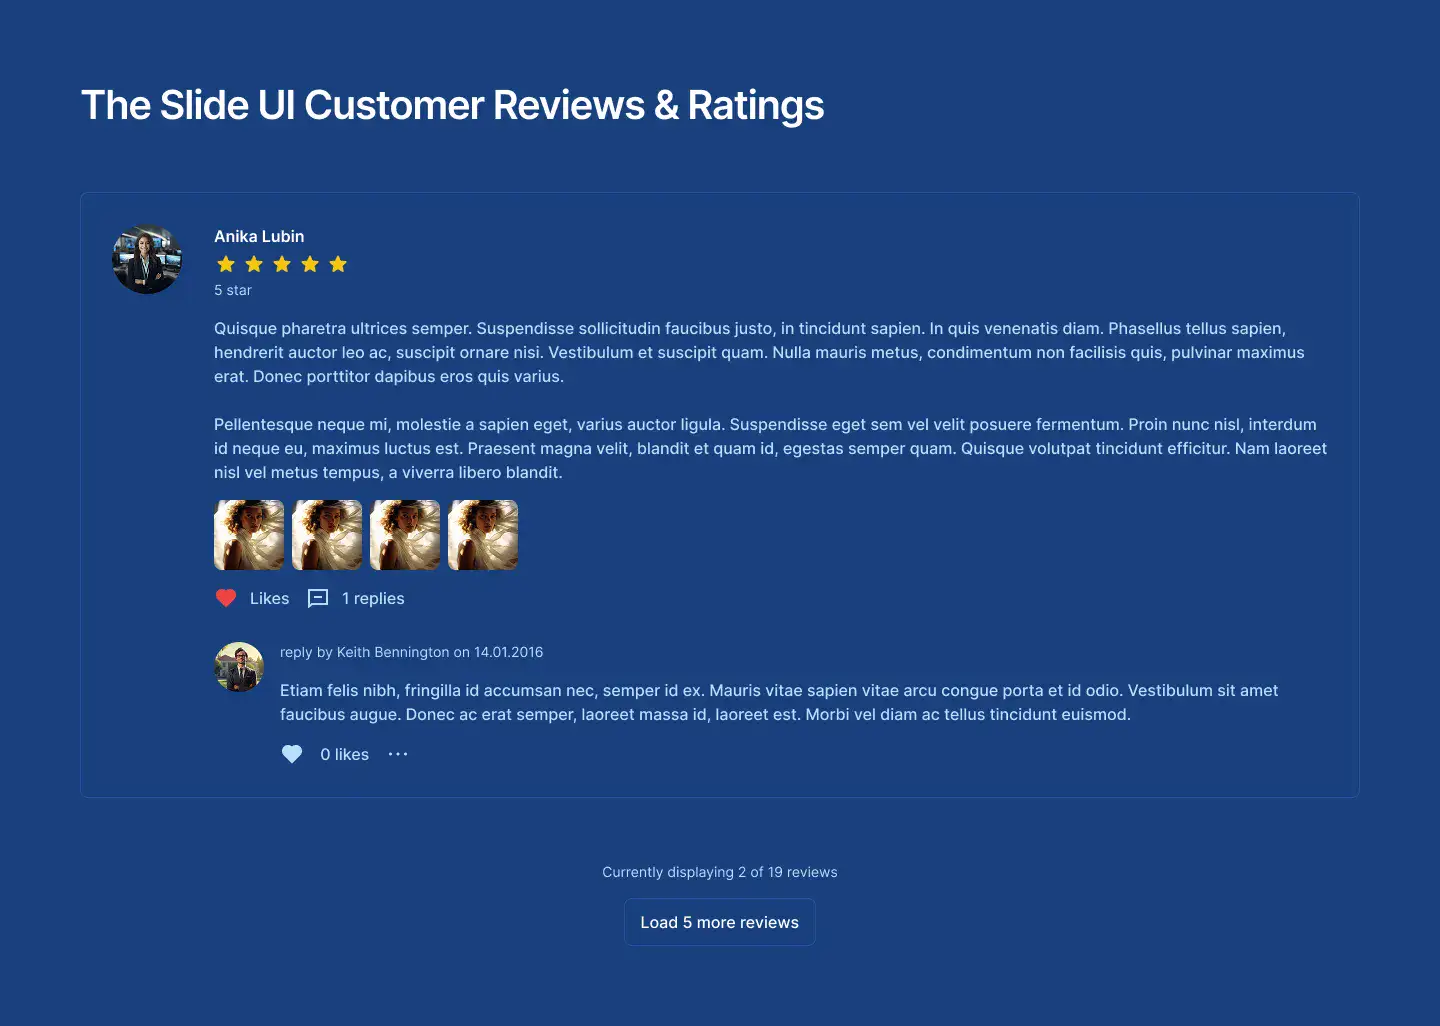 The Slide UI Customer Reviews & Ratings
Anika Lubin
5 star
Quisque pharetra ultrices semper. Suspendisse sollicitudin faucibus justo, in tincidunt sapien. In quis venenatis diam. Phasellus tellus sapien,
hendrerit auctor leo ac, suscipit ornare nisi. Vestibulum et suscipit quam. Nulla mauris metus, condimentum non facilisis quis, pulvinar maximus
erat. Donec porttitor dapibus eros quis varius.
Pellentesque neque mi, molestie a sapien eget, varius auctor ligula. Suspendisse eget sem vel velit posuere fermentum. Proin nunc nisl, interdum
id neque eu, maximus luctus est. Praesent magna velit, blandit et quam id, egestas semper quam. Quisque volutpat tincidunt efficitur. Nam laoreet
nisl vel metus tempus, a viverra libero blandit.
Likes 1 replies
reply by Keith Bennington on 14.01.2016
Etiam felis nibh, fringilla id accumsan nec, semper id ex. Mauris vitae sapien vitae arcu congue porta et id odio. Vestibulum sit amet
faucibus augue. Donec ac erat semper, laoreet massa id, laoreet est. Morbi vel diam ac tellus tincidunt euismod.
0 likes
Currently displaying 2 of 19 reviews
Load 5 more reviews